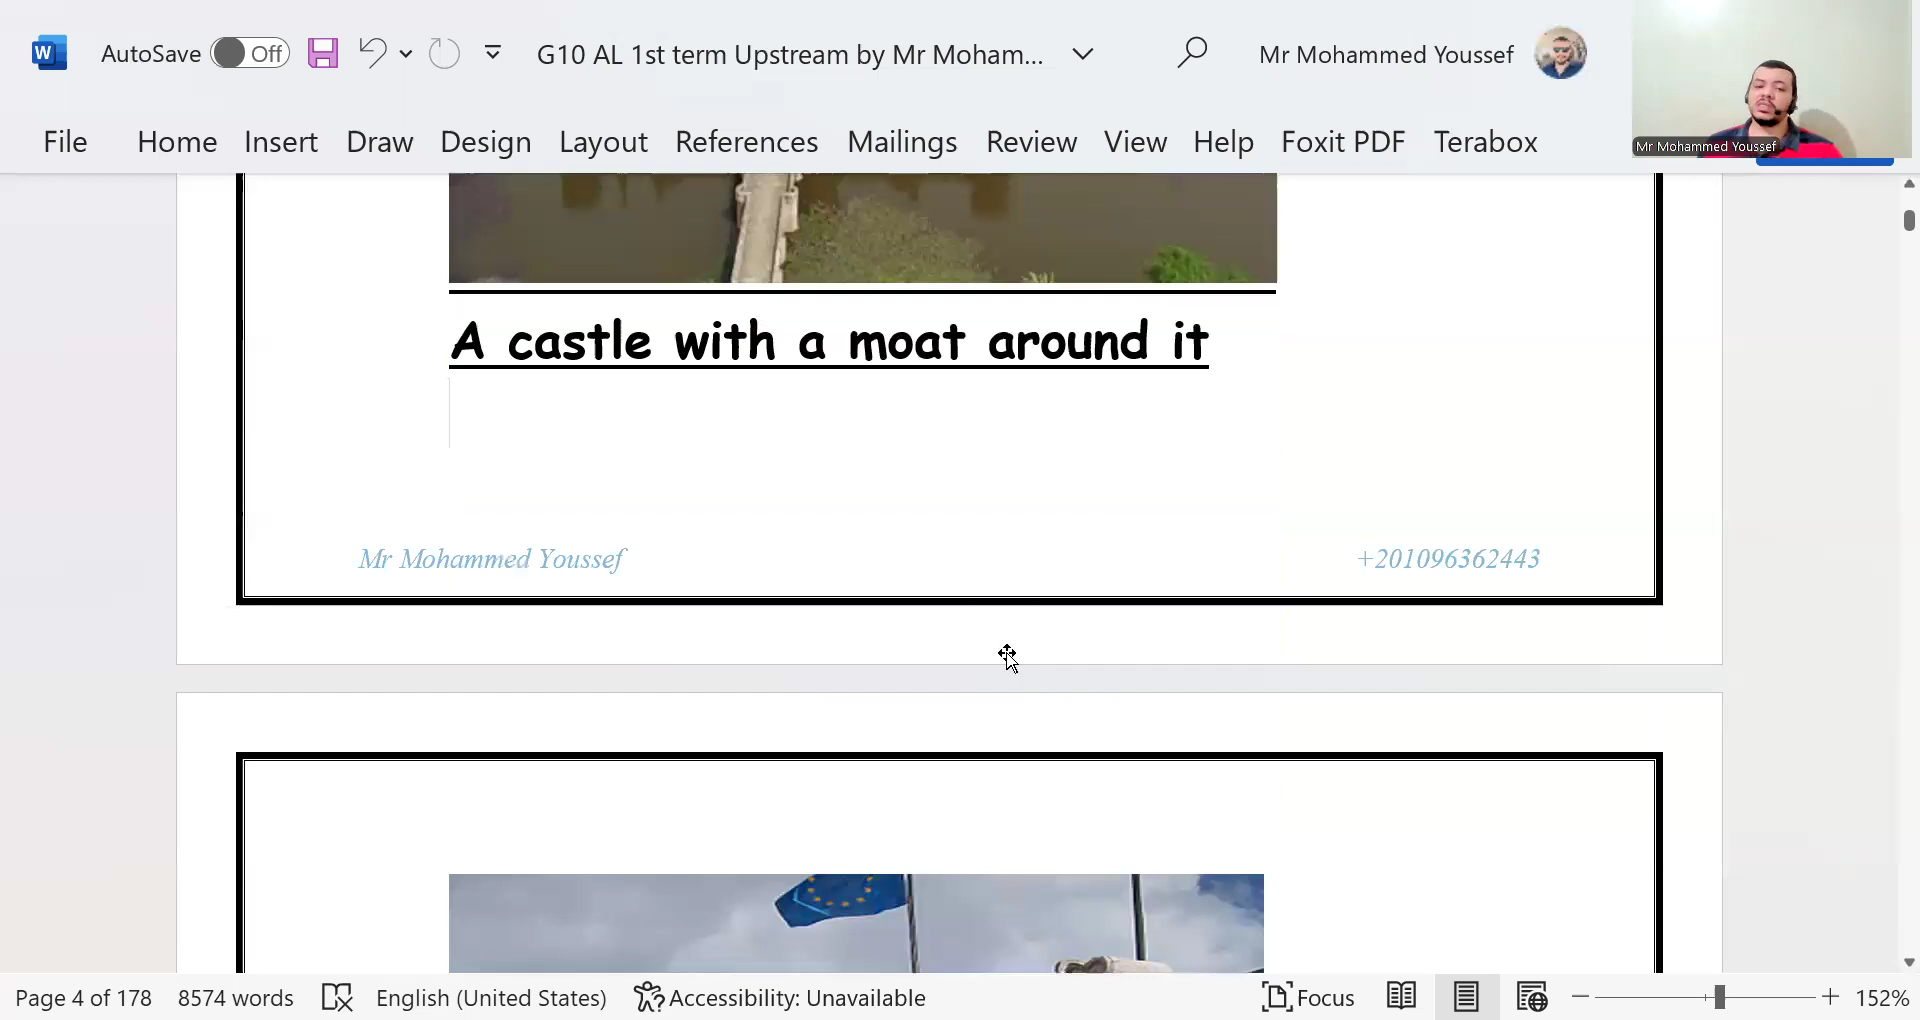 AutoSave Off G10 AL 1st term Upstream by Mr Moham... Mr Mohammed Youssef
Mr Mohammed Youssef
File Home Insert Draw Design Layout References Mailings Review View Help Foxit PDF Terabox
A castle with a moat around it
Mr Mohammed Youssef +201096362443
Page 4 of 178 8574 words English (United States) Accessibility: Unavailable Focus 152%